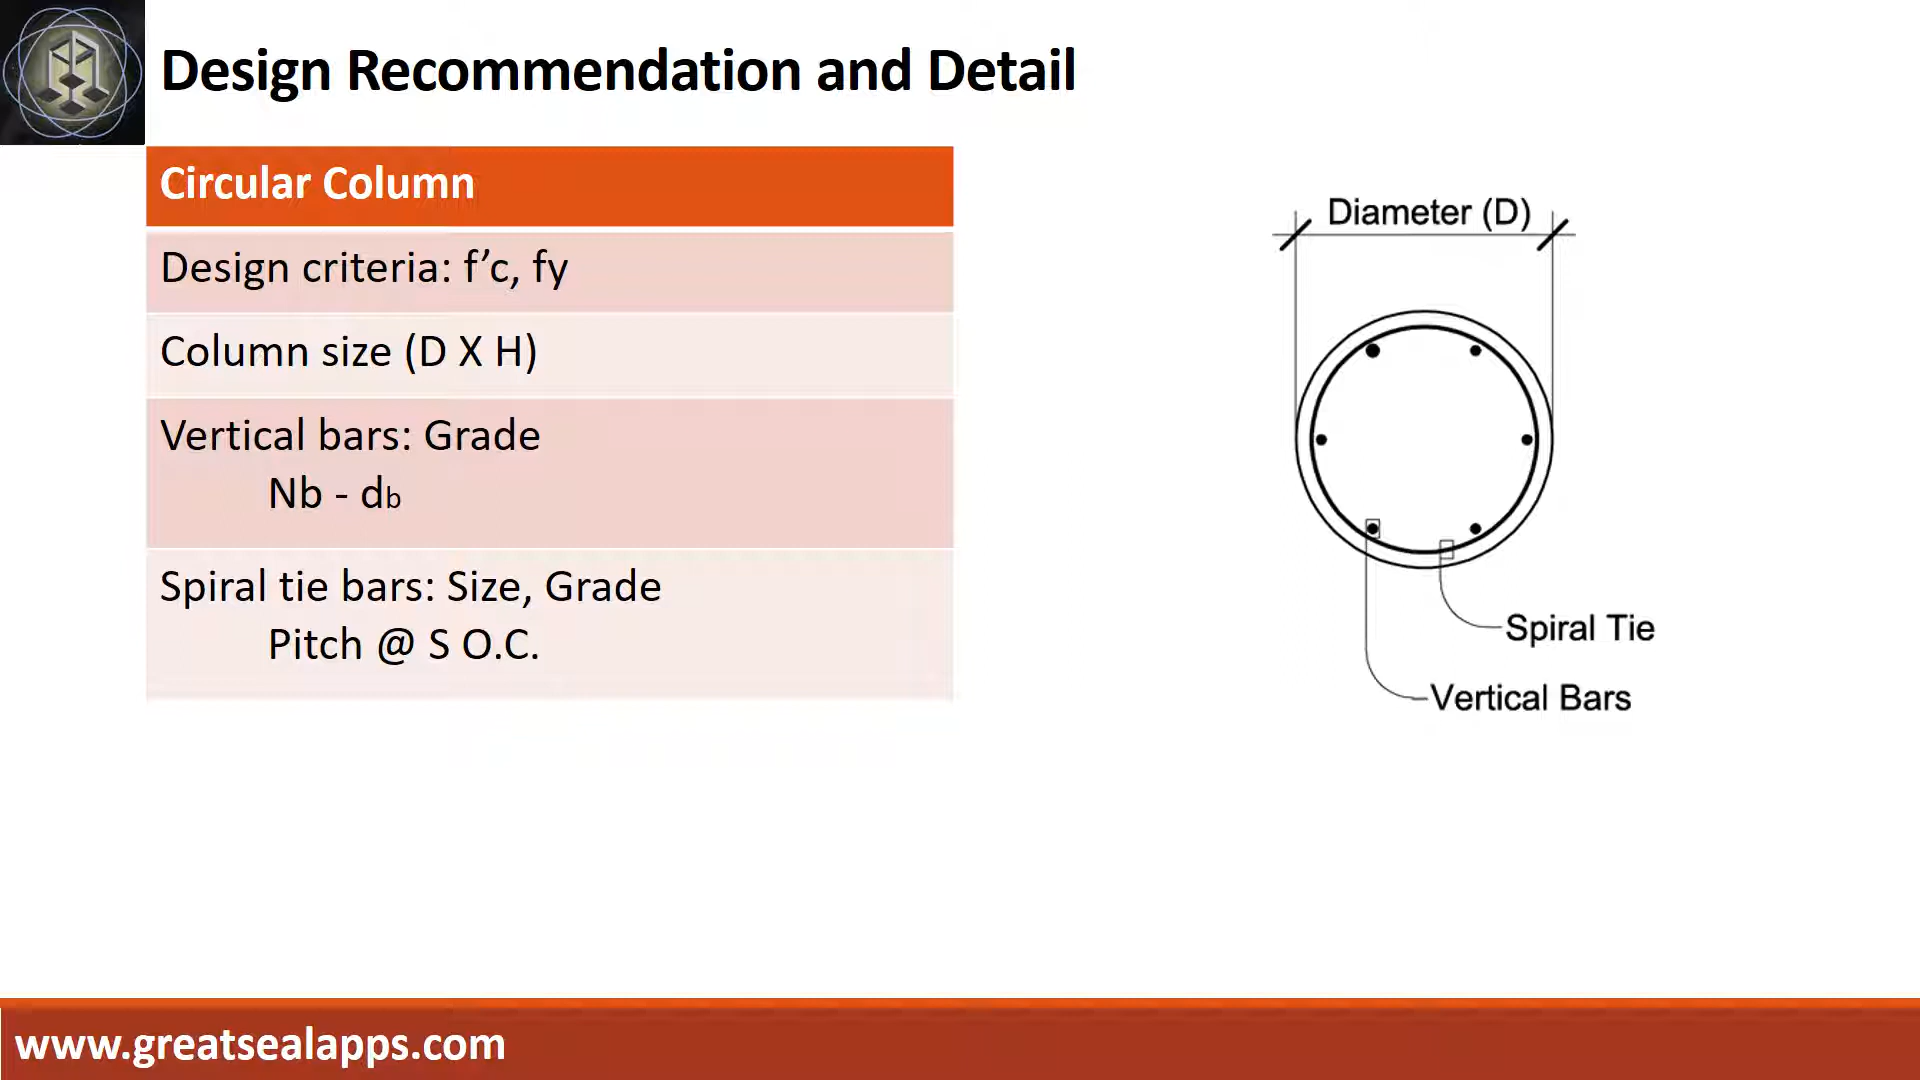 Design Recommendation and Detail
Circular Column
Design criteria: f’c, fy
Column size (D X H)
Vertical bars: Grade
Nb - db
Spiral tie bars: Size, Grade
Pitch @ S O.C.
Diameter (D)
Spiral Tie
Vertical Bars
www.greatsealapps.com